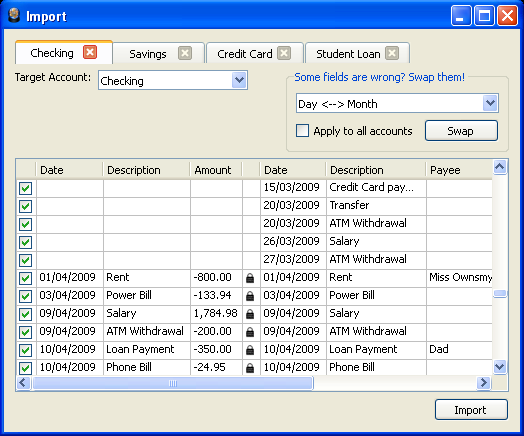 Import
Checking Savings Credit Card Student Loan
Target Account: Checking
Some fields are wrong? Swap them!
Day <--> Month
Apply to all accounts Swap
Date Description Amount Date Description Payee
15/03/2009 Credit Card pay...
20/03/2009 Transfer
20/03/2009 ATM Withdrawal
26/03/2009 Salary
27/03/2009 ATM Withdrawal
01/04/2009 Rent -800.00 01/04/2009 Rent Miss Ownsmy
03/04/2009 Power Bill -133.94 03/04/2009 Power Bill
09/04/2009 Salary 1,784.98 09/04/2009 Salary
09/04/2009 ATM Withdrawal -200.00 09/04/2009 ATM Withdrawal
10/04/2009 Loan Payment -350.00 10/04/2009 Loan Payment Dad
10/04/2009 Phone Bill -24.95 10/04/2009 Phone Bill
Import